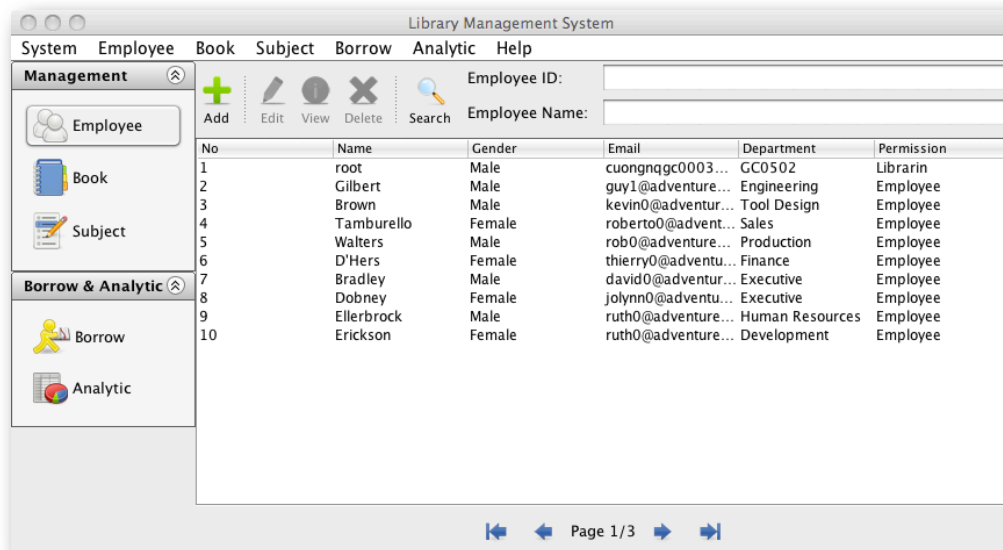 Library Management System
System Employee Book Subject Borrow Analytic Help
Management
Employee
Book
Subject
Borrow & Analytic
Borrow
Analytic
Add Edit View Delete Search
Employee ID:
Employee Name:
No Name Gender Email Department Permission
1 root Male cuongnqgc0003... GC0502 Librarin
2 Gilbert Male guy1@adventure... Engineering Employee
3 Brown Male kevin0@adventur... Tool Design Employee
4 Tamburello Female roberto0@advent... Sales Employee
5 Walters Male rob0@adventure... Production Employee
6 D'Hers Female thierry0@adventu... Finance Employee
7 Bradley Male david0@adventur... Executive Employee
8 Dobney Female jolynn0@adventu... Executive Employee
9 Ellerbrock Male ruth0@adventure... Human Resources Employee
10 Erickson Female ruth0@adventure... Development Employee
Page 1/3